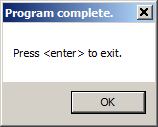 Program complete.
Press <enter> to exit.
OK